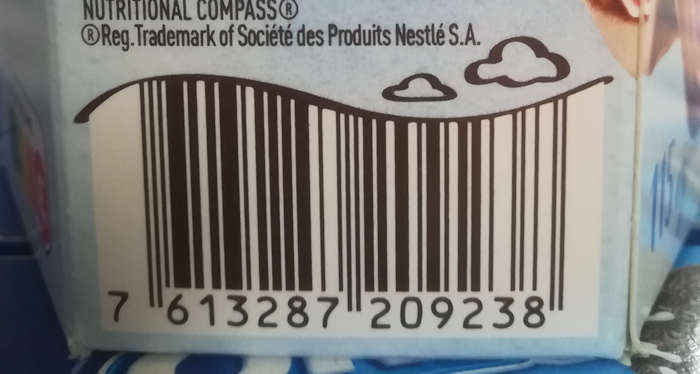 NUTRITIONAL COMPASS®
®Reg. Trademark of Société des Produits Nestlé S.A.
7 613287 209238